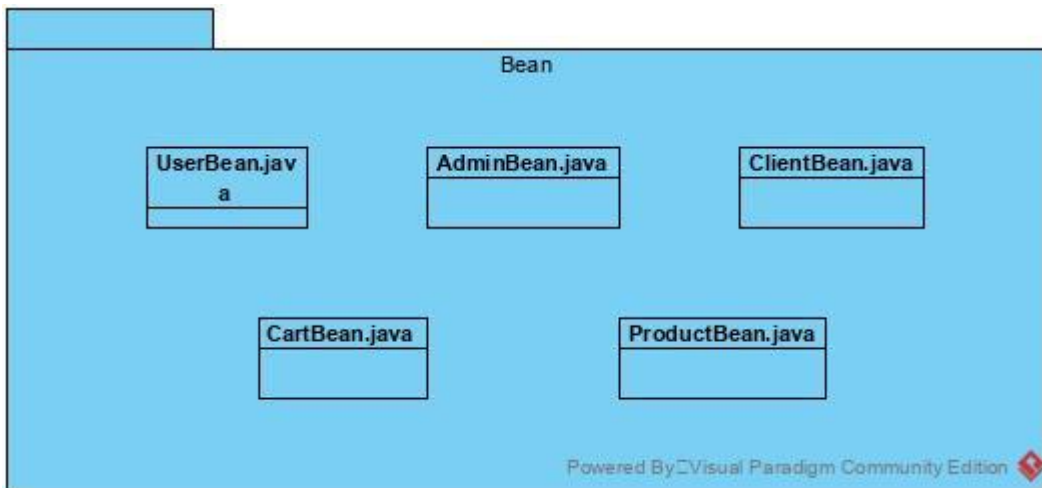 Bean
UserBean.jav
a
AdminBean.java
ClientBean.java
CartBean.java
ProductBean.java
Powered By□Visual Paradigm Community Edition